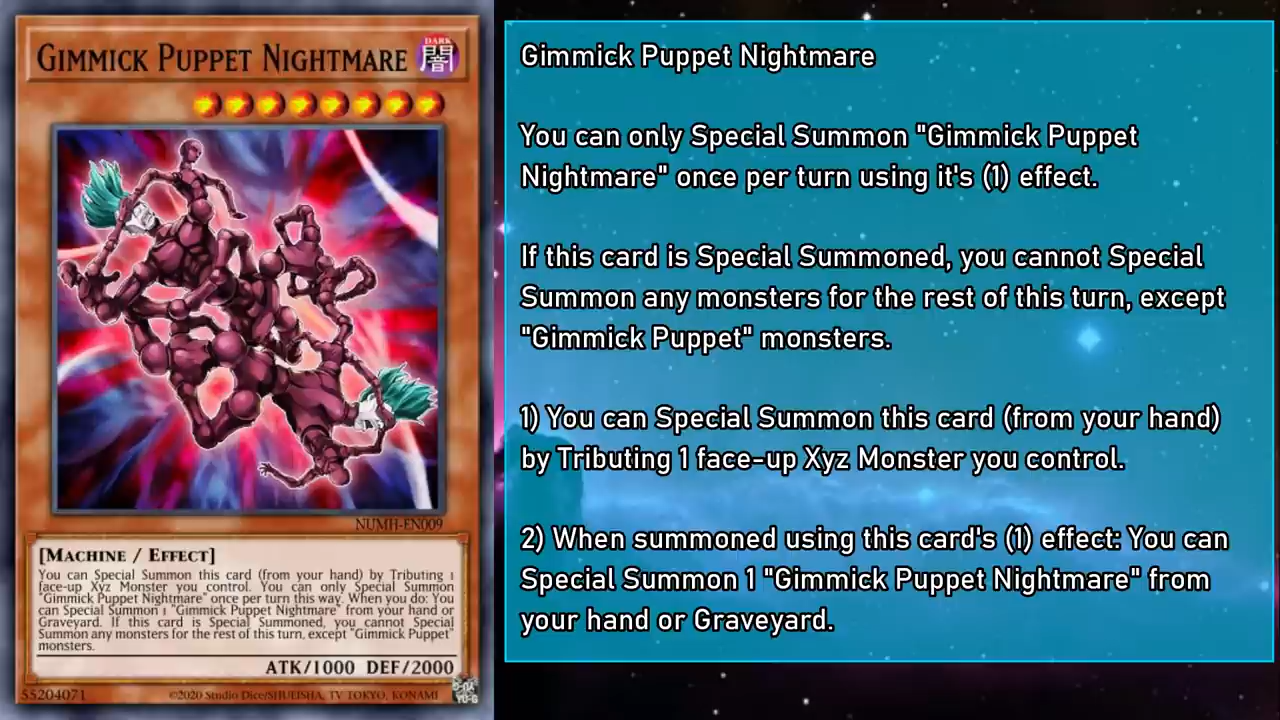 GIMMICK PUPPET NIGHTMARE
DARK
闇
NUMH-EN009
[MACHINE / EFFECT]
You can Special Summon this card (from your hand) by Tributing 1
face-up Xyz Monster you control. You can only Special Summon
"Gimmick Puppet Nightmare" once per turn this way. When you do: You
can Special Summon 1 "Gimmick Puppet Nightmare" from your hand or
Graveyard. If this card is Special Summoned, you cannot Special
Summon any monsters for the rest of this turn, except "Gimmick Puppet"
monsters.
ATK/1000 DEF/2000
55204071
©2020 Studio Dice/SHUEISHA, TV TOKYO, KONAMI
Gimmick Puppet Nightmare
You can only Special Summon "Gimmick Puppet
Nightmare" once per turn using it's (1) effect.
If this card is Special Summoned, you cannot Special
Summon any monsters for the rest of this turn, except
"Gimmick Puppet" monsters.
1) You can Special Summon this card (from your hand)
by Tributing 1 face-up Xyz Monster you control.
2) When summoned using this card's (1) effect: You can
Special Summon 1 "Gimmick Puppet Nightmare" from
your hand or Graveyard.